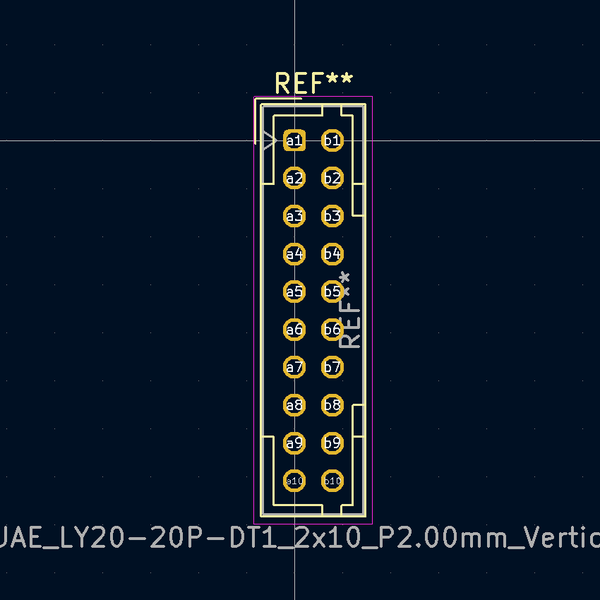 REF**
a1 b1
a2 b2
a3 b3
a4 b4
a5 b5
a6 b6
a7 b7
a8 b8
a9 b9
a10 b10
REF**
UAE_LY20-20P-DT1_2x10_P2.00mm_Vertic